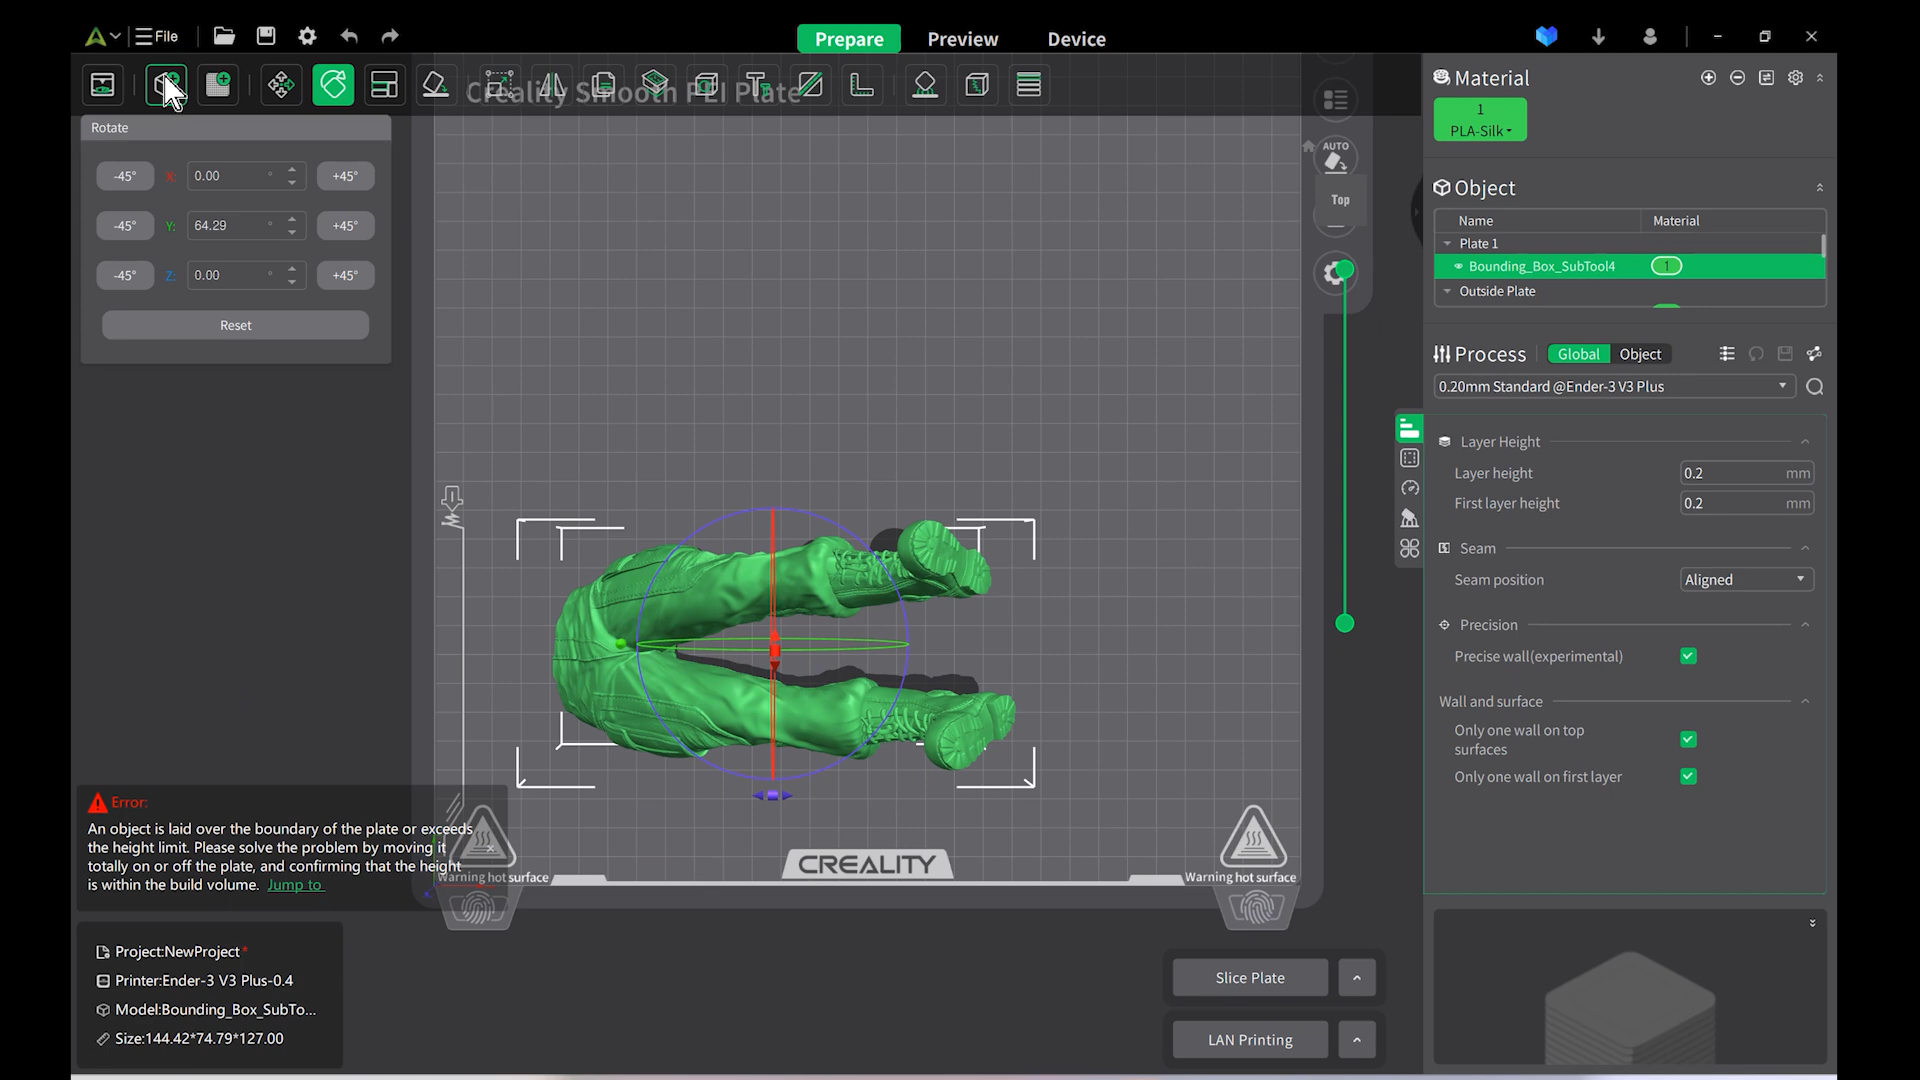 File
Prepare
Preview
Device
Creality Smooth PEI Plate
Rotate
-45° X: 0.00 ° +45°
-45° Y: 64.29 ° +45°
-45° Z: 0.00 ° +45°
Reset
AUTO
Top
Material
1
PLA-Silk
Object
Name Material
Plate 1
Bounding_Box_SubTool4 1
Outside Plate
Process Global Object
0.20mm Standard @Ender-3 V3 Plus
Layer Height
Layer height 0.2 mm
First layer height 0.2 mm
Seam
Seam position Aligned
Precision
Precise wall(experimental)
Wall and surface
Only one wall on top
surfaces
Only one wall on first layer
Error:
An object is laid over the boundary of the plate or exceeds
the height limit. Please solve the problem by moving it
totally on or off the plate, and confirming that the height
is within the build volume. Jump to
CREALITY
Warning hot surface
Warning hot surface
Project:NewProject*
Printer:Ender-3 V3 Plus-0.4
Model:Bounding_Box_SubTo...
Size:144.42*74.79*127.00
Slice Plate
LAN Printing